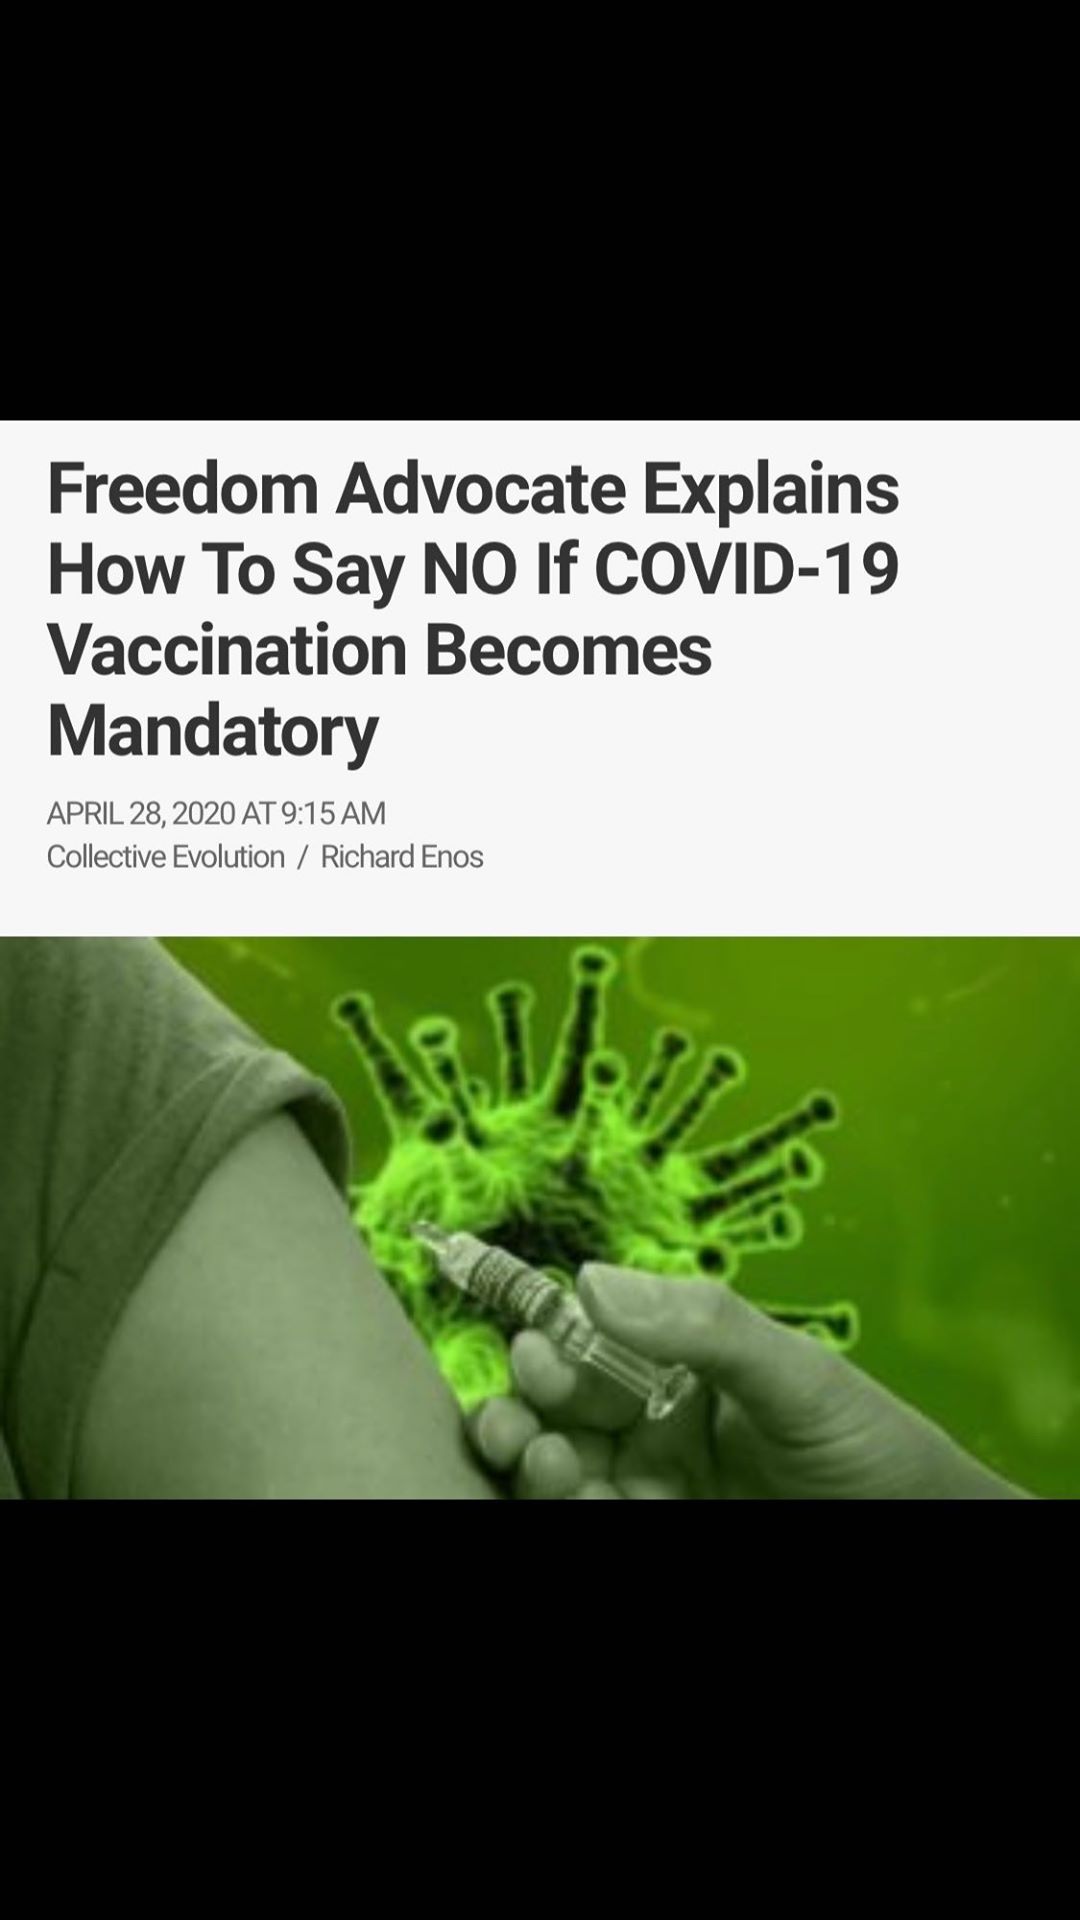 Freedom Advocate Explains
How To Say NO If COVID-19
Vaccination Becomes
Mandatory
APRIL 28, 2020 AT 9:15 AM
Collective Evolution / Richard Enos